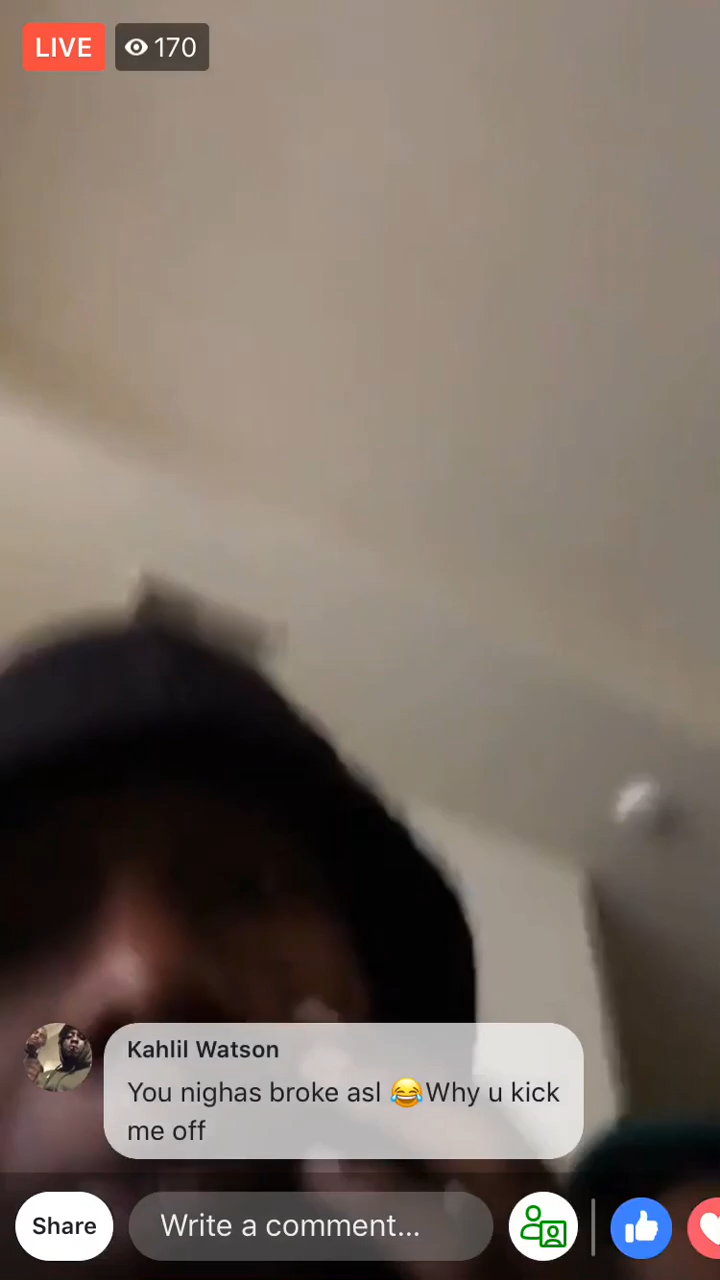 LIVE 170
Kahlil Watson
You nighas broke asl 😂Why u kick
me off
Share Write a comment...